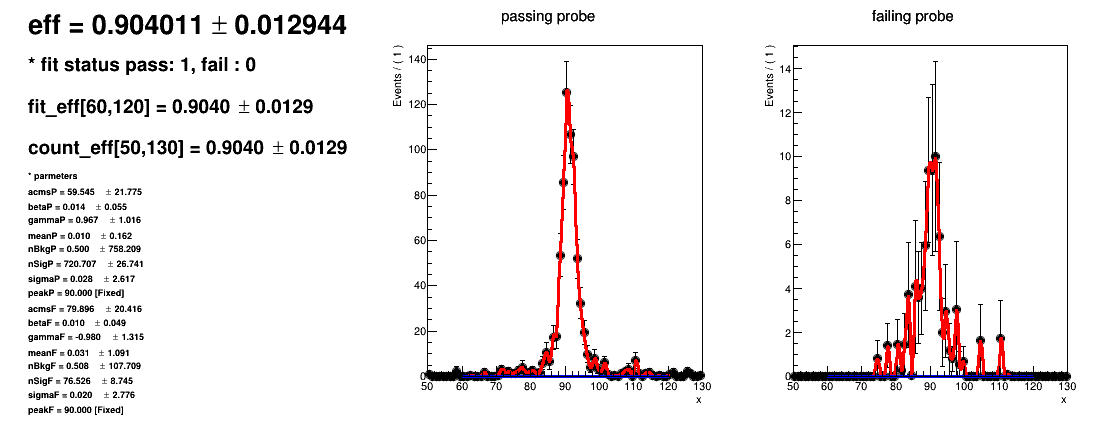 eff = 0.904011 ± 0.012944
* fit status pass: 1, fail : 0
fit_eff[60,120] = 0.9040 ± 0.0129
count_eff[50,130] = 0.9040 ± 0.0129
* parmeters
acmsP = 59.545 ± 21.775
betaP = 0.014 ± 0.055
gammaP = 0.967 ± 1.016
meanP = 0.010 ± 0.162
nBkgP = 0.500 ± 758.209
nSigP = 720.707 ± 26.741
sigmaP = 0.028 ± 2.617
peakP = 90.000 [Fixed]
acmsF = 79.896 ± 20.416
betaF = 0.010 ± 0.049
gammaF = -0.980 ± 1.315
meanF = 0.031 ± 1.091
nBkgF = 0.508 ± 107.709
nSigF = 76.526 ± 8.745
sigmaF = 0.020 ± 2.776
peakF = 90.000 [Fixed]
passing probe
Events / ( 1 )
140
120
100
80
60
40
20
0
50 60 70 80 90 100 110 120 130
x
failing probe
Events / ( 1 )
14
12
10
8
6
4
2
0
50 60 70 80 90 100 110 120 130
x